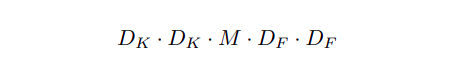 D_K · D_K · M · D_F · D_F